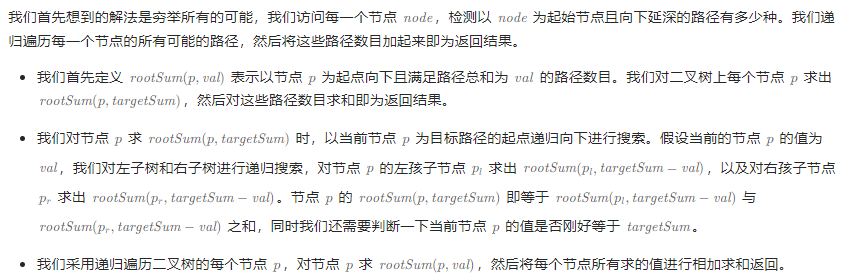 我们首先想到的解法是穷举所有的可能，我们访问每一个节点 node，检测以 node 为起始节点且向下延深的路径有多少种。我们递
归遍历每一个节点的所有可能的路径，然后将这些路径数目加起来即为返回结果。
• 我们首先定义 rootSum(p, val) 表示以节点 p 为起点向下且满足路径总和为 val 的路径数目。我们对二叉树上每个节点 p 求出
rootSum(p, targetSum)，然后对这些路径数目求和即为返回结果。
• 我们对节点 p 求 rootSum(p, targetSum) 时，以当前节点 p 为目标路径的起点递归向下进行搜索。假设当前的节点 p 的值为
val，我们对左子树和右子树进行递归搜索，对节点 p 的左孩子节点 pₗ 求出 rootSum(pₗ, targetSum − val)，以及对右孩子节点
pᵣ 求出 rootSum(pᵣ, targetSum − val)。节点 p 的 rootSum(p, targetSum) 即等于 rootSum(pₗ, targetSum − val) 与
rootSum(pᵣ, targetSum − val) 之和，同时我们还需要判断一下当前节点 p 的值是否刚好等于 targetSum。
• 我们采用递归遍历二叉树的每个节点 p，对节点 p 求 rootSum(p, val)，然后将每个节点所有求的值进行相加求和返回。